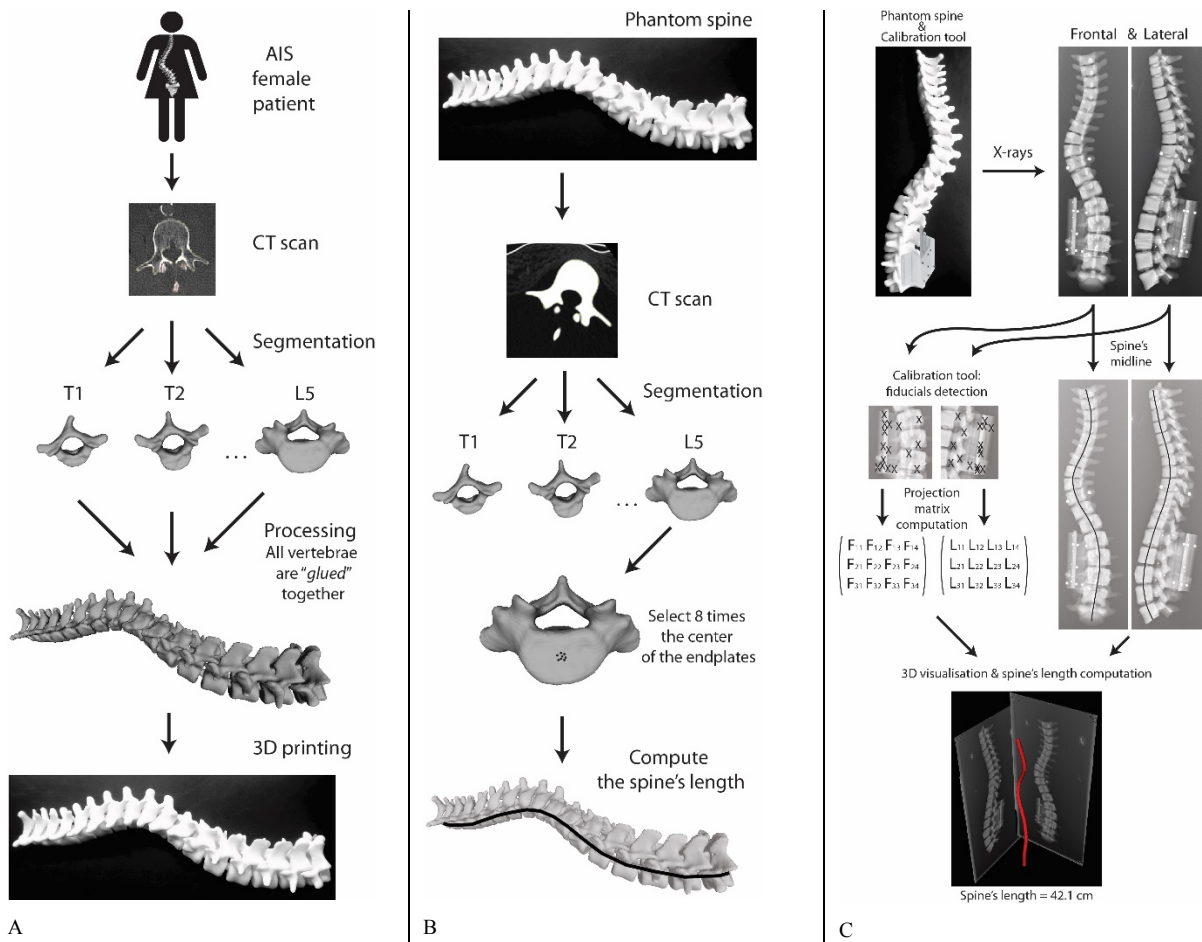 AIS
female
patient
CT scan
Segmentation
T1
T2
L5
...
Processing
All vertebrae
are "glued"
together
3D printing
A
Phantom spine
CT scan
Segmentation
T1
T2
L5
...
Select 8 times
the center
of the endplates
Compute
the spine's length
B
Phantom spine
&
Calibration tool
Frontal & Lateral
X-rays
Spine's
midline
Calibration tool:
fiducials detection
Projection
matrix
computation
F11 F12 F13 F14
F21 F22 F23 F24
F31 F32 F33 F34
L11 L12 L13 L14
L21 L22 L23 L24
L31 L32 L33 L34
3D visualisation & spine's length computation
Spine's length = 42.1 cm
C